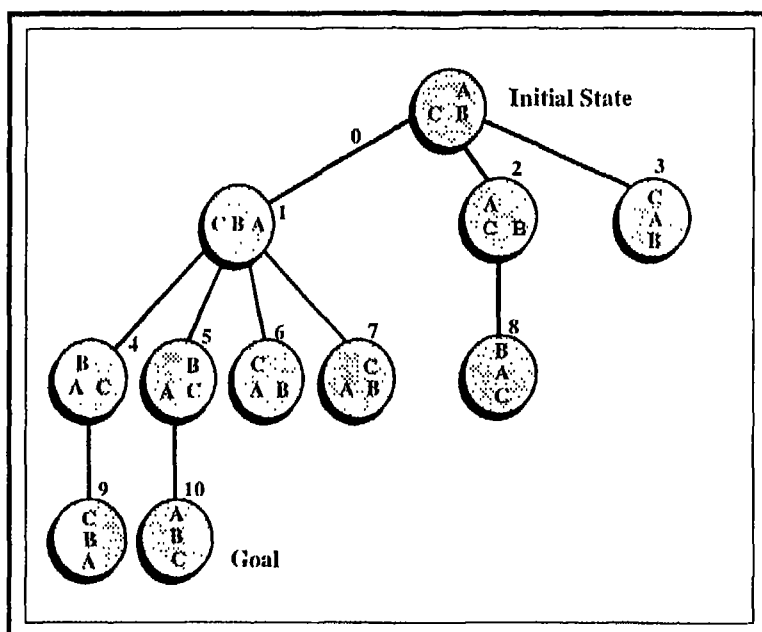 A
C B
Initial State
0
1
C B A
2
A
C B
3
C
A
B
4
B
A C
5
B
A C
6
C
A B
7
C
A B
8
B
A
C
9
C
B
A
10
A
B
C
Goal